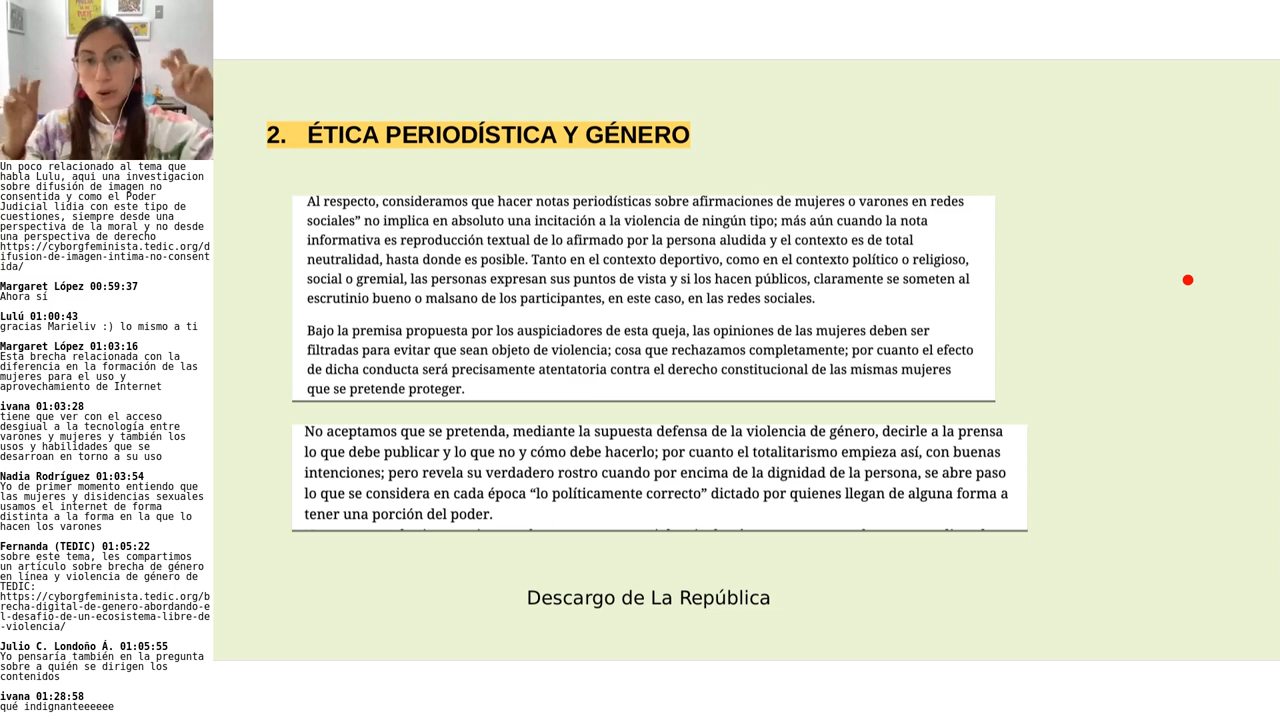 Un poco relacionado al tema que
habla Lulu, aqui una investigacion
sobre difusión de imagen no
consentida y como el Poder
Judicial lidia con este tipo de
cuestiones, siempre desde una
perspectiva de la moral y no desde
una perspectiva de derecho
https://cyborgfeminista.tedic.org/d
ifusion-de-imagen-intima-no-consent
ida/
Margaret López 00:59:37
Ahora sí
Lulú 01:00:43
gracias Marieliv :) lo mismo a ti
Margaret López 01:03:16
Esta brecha relacionada con la
diferencia en la formación de las
mujeres para el uso y
aprovechamiento de Internet
ivana 01:03:28
tiene que ver con el acceso
desgiual a la tecnología entre
varones y mujeres y también los
usos y habilidades que se
desarroan en torno a su uso
Nadia Rodríguez 01:03:54
Yo de primer momento entiendo que
las mujeres y disidencias sexuales
usamos el internet de forma
distinta a la forma en la que lo
hacen los varones
Fernanda (TEDIC) 01:05:22
sobre este tema, les compartimos
un artículo sobre brecha de género
en línea y violencia de género de
TEDIC:
https://cyborgfeminista.tedic.org/b
recha-digital-de-genero-abordando-e
l-desafio-de-un-ecosistema-libre-de
-violencia/
Julio C. Londoño Á. 01:05:55
Yo pensaría también en la pregunta
sobre a quién se dirigen los
contenidos
ivana 01:28:58
qué indignanteeeeee
2. ÉTICA PERIODÍSTICA Y GÉNERO
Al respecto, consideramos que hacer notas periodísticas sobre afirmaciones de mujeres o varones en redes
sociales” no implica en absoluto una incitación a la violencia de ningún tipo; más aún cuando la nota
informativa es reproducción textual de lo afirmado por la persona aludida y el contexto es de total
neutralidad, hasta donde es posible. Tanto en el contexto deportivo, como en el contexto político o religioso,
social o gremial, las personas expresan sus puntos de vista y si los hacen públicos, claramente se someten al
escrutinio bueno o malsano de los participantes, en este caso, en las redes sociales.
Bajo la premisa propuesta por los auspiciadores de esta queja, las opiniones de las mujeres deben ser
filtradas para evitar que sean objeto de violencia; cosa que rechazamos completamente; por cuanto el efecto
de dicha conducta será precisamente atentatoria contra el derecho constitucional de las mismas mujeres
que se pretende proteger.
No aceptamos que se pretenda, mediante la supuesta defensa de la violencia de género, decirle a la prensa
lo que debe publicar y lo que no y cómo debe hacerlo; por cuanto el totalitarismo empieza así, con buenas
intenciones; pero revela su verdadero rostro cuando por encima de la dignidad de la persona, se abre paso
lo que se considera en cada época “lo políticamente correcto” dictado por quienes llegan de alguna forma a
tener una porción del poder.
Descargo de La República